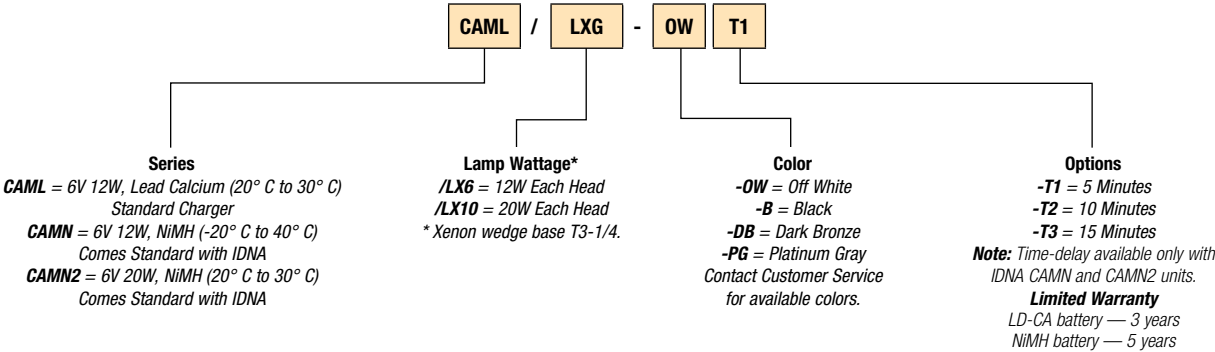 CAML / LXG - OW T1
Series
CAML = 6V 12W, Lead Calcium (20° C to 30° C)
Standard Charger
CAMN = 6V 12W, NiMH (-20° C to 40° C)
Comes Standard with IDNA
CAMN2 = 6V 20W, NiMH (20° C to 30° C)
Comes Standard with IDNA
Lamp Wattage*
/LX6 = 12W Each Head
/LX10 = 20W Each Head
* Xenon wedge base T3-1/4.
Color
-OW = Off White
-B = Black
-DB = Dark Bronze
-PG = Platinum Gray
Contact Customer Service
for available colors.
Options
-T1 = 5 Minutes
-T2 = 10 Minutes
-T3 = 15 Minutes
Note: Time-delay available only with
IDNA CAMN and CAMN2 units.
Limited Warranty
LD-CA battery — 3 years
NiMH battery — 5 years